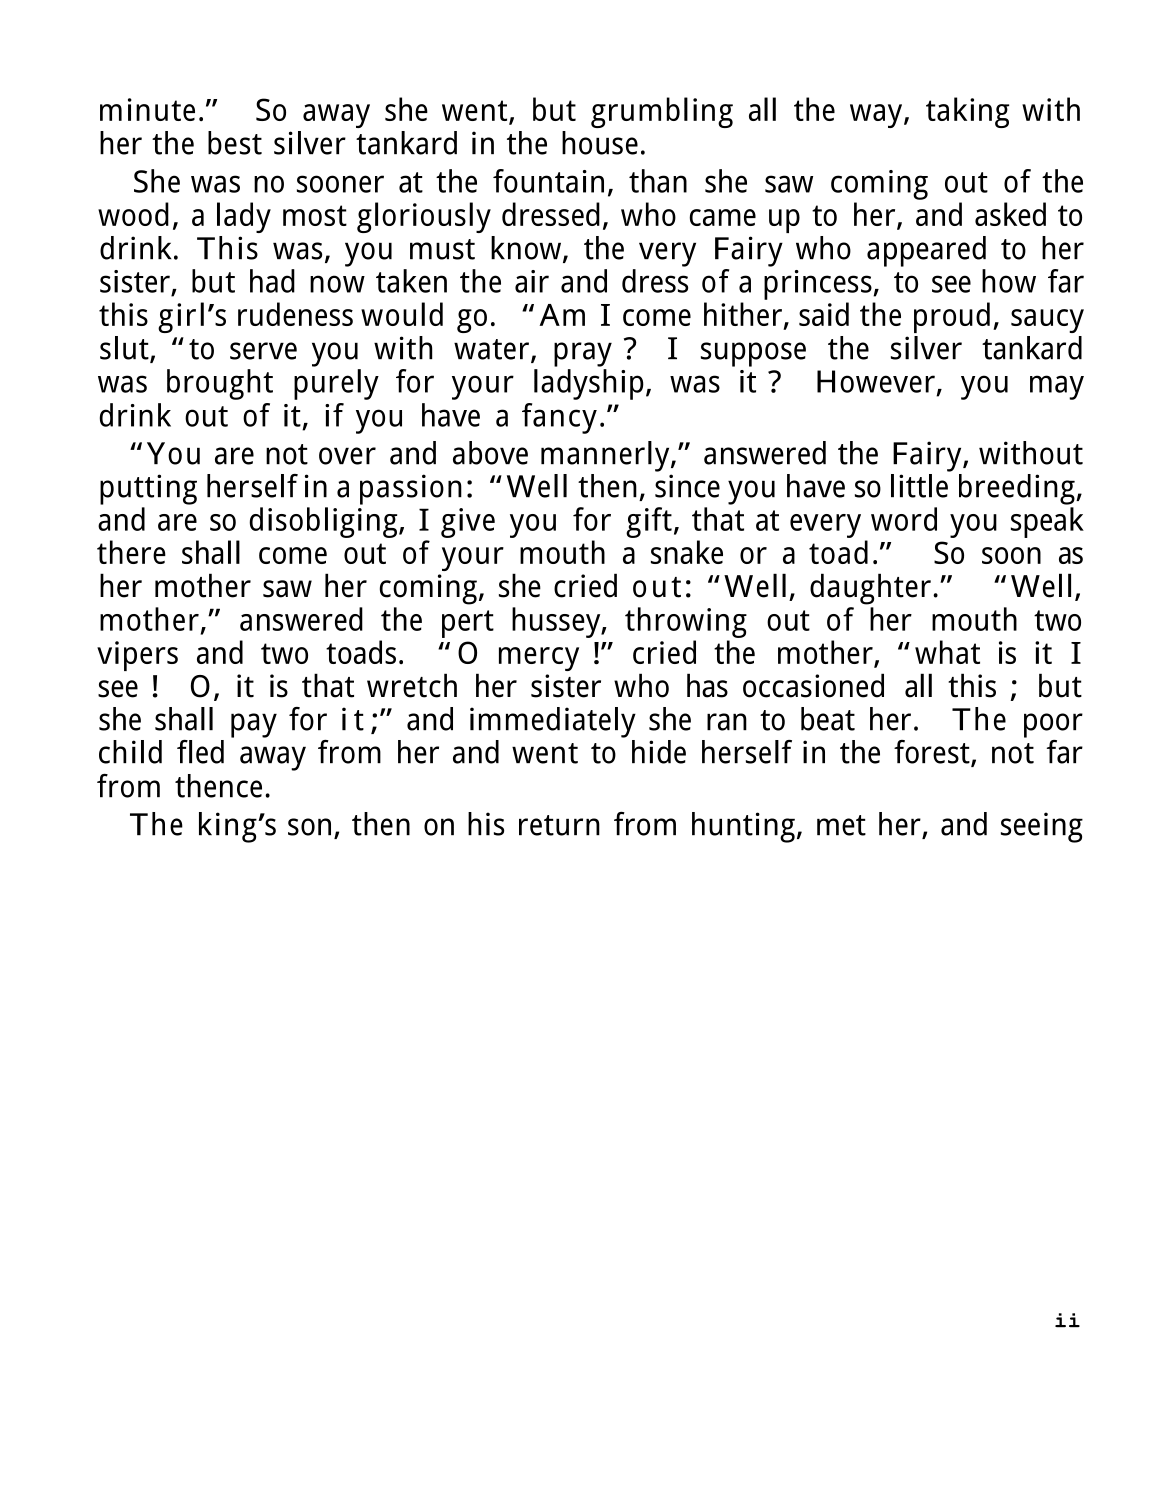 minute.” So away she went, but grumbling all the way, taking with
her the best silver tankard in the house.
She was no sooner at the fountain, than she saw coming out of the
wood, a lady most gloriously dressed, who came up to her, and asked to
drink. This was, you must know, the very Fairy who appeared to her
sister, but had now taken the air and dress of a princess, to see how far
this girl’s rudeness would go. “Am I come hither, said the proud, saucy
slut, “to serve you with water, pray ? I suppose the silver tankard
was brought purely for your ladyship, was it ? However, you may
drink out of it, if you have a fancy.”
“You are not over and above mannerly,” answered the Fairy, without
putting herself in a passion: “Well then, since you have so little breeding,
and are so disobliging, I give you for gift, that at every word you speak
there shall come out of your mouth a snake or a toad.” So soon as
her mother saw her coming, she cried out: “Well, daughter.” “Well,
mother,” answered the pert hussey, throwing out of her mouth two
vipers and two toads. “O mercy !” cried the mother, “what is it I
see ! O, it is that wretch her sister who has occasioned all this ; but
she shall pay for it;” and immediately she ran to beat her. The poor
child fled away from her and went to hide herself in the forest, not far
from thence.
The king’s son, then on his return from hunting, met her, and seeing
ii